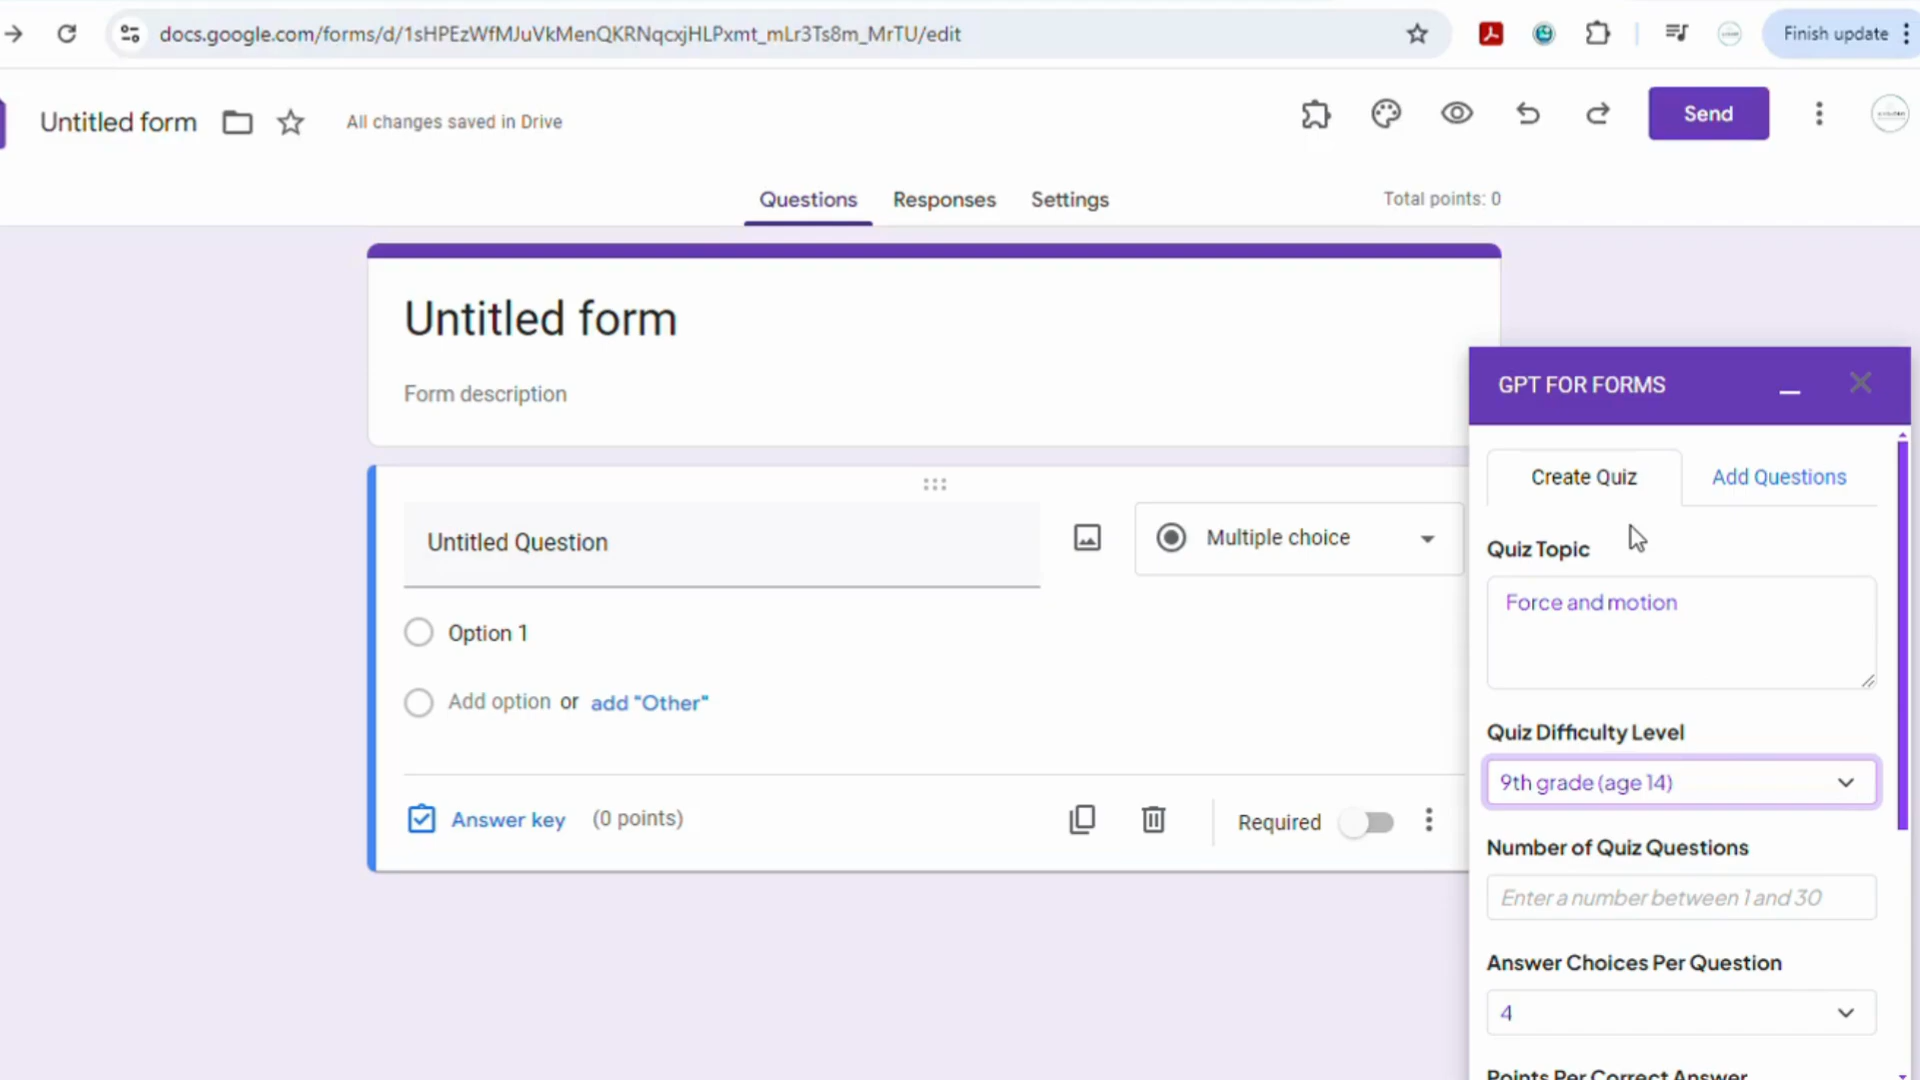 docs.google.com/forms/d/1sHPEzWfMJuVkMenQKRNqcxjHLPxmt_mLr3Ts8m_MrTU/edit
Finish update
Untitled form
All changes saved in Drive
Send
Questions
Responses
Settings
Total points: 0
Untitled form
Form description
Untitled Question
Multiple choice
Option 1
Add option or add "Other"
Answer key (0 points)
Required
GPT FOR FORMS
Create Quiz
Add Questions
Quiz Topic
Force and motion
Quiz Difficulty Level
9th grade (age 14)
Number of Quiz Questions
Enter a number between 1 and 30
Answer Choices Per Question
4
Points Per Correct Answer